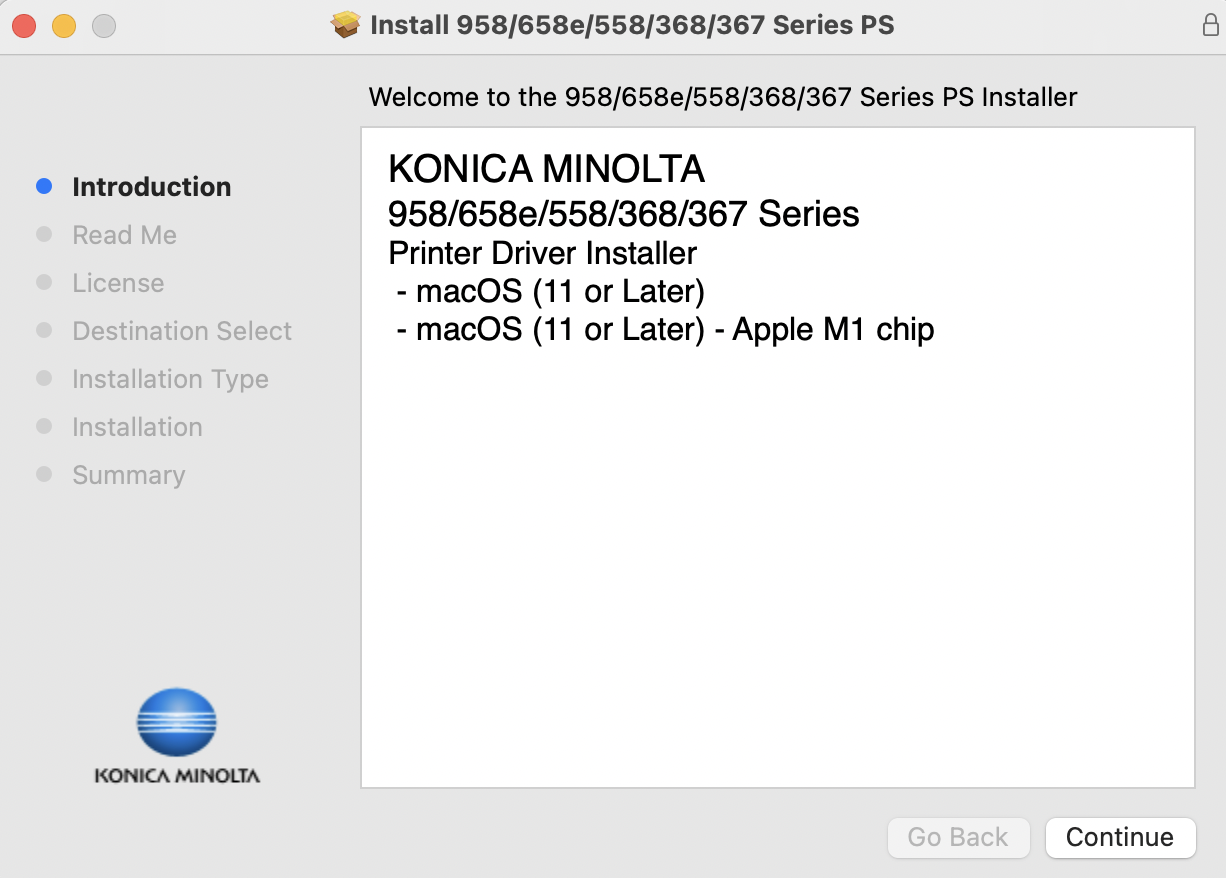 Install 958/658e/558/368/367 Series PS
Welcome to the 958/658e/558/368/367 Series PS Installer
Introduction
Read Me
License
Destination Select
Installation Type
Installation
Summary
KONICA MINOLTA
KONICA MINOLTA
958/658e/558/368/367 Series
Printer Driver Installer
- macOS (11 or Later)
- macOS (11 or Later) - Apple M1 chip
Go Back
Continue